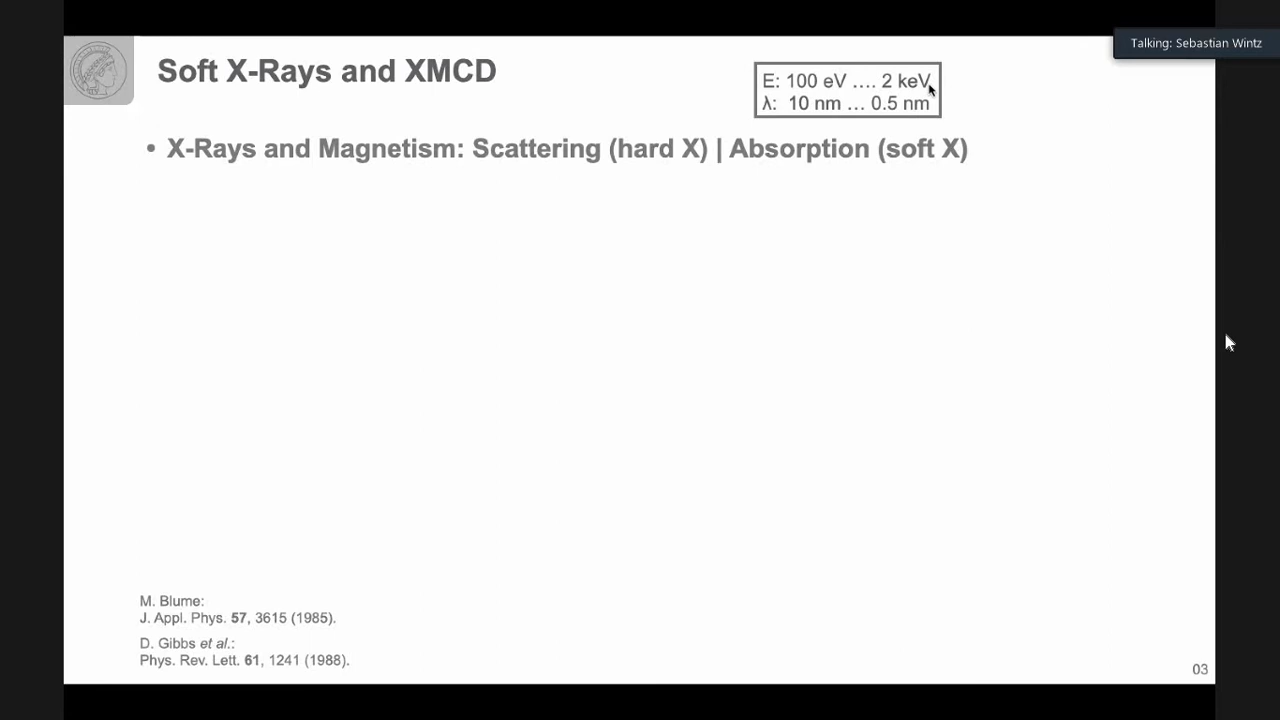 Talking: Sebastian Wintz
Soft X-Rays and XMCD
E: 100 eV …. 2 keV
λ: 10 nm … 0.5 nm
• X-Rays and Magnetism: Scattering (hard X) | Absorption (soft X)
M. Blume:
J. Appl. Phys. 57, 3615 (1985).
D. Gibbs et al.:
Phys. Rev. Lett. 61, 1241 (1988).
03